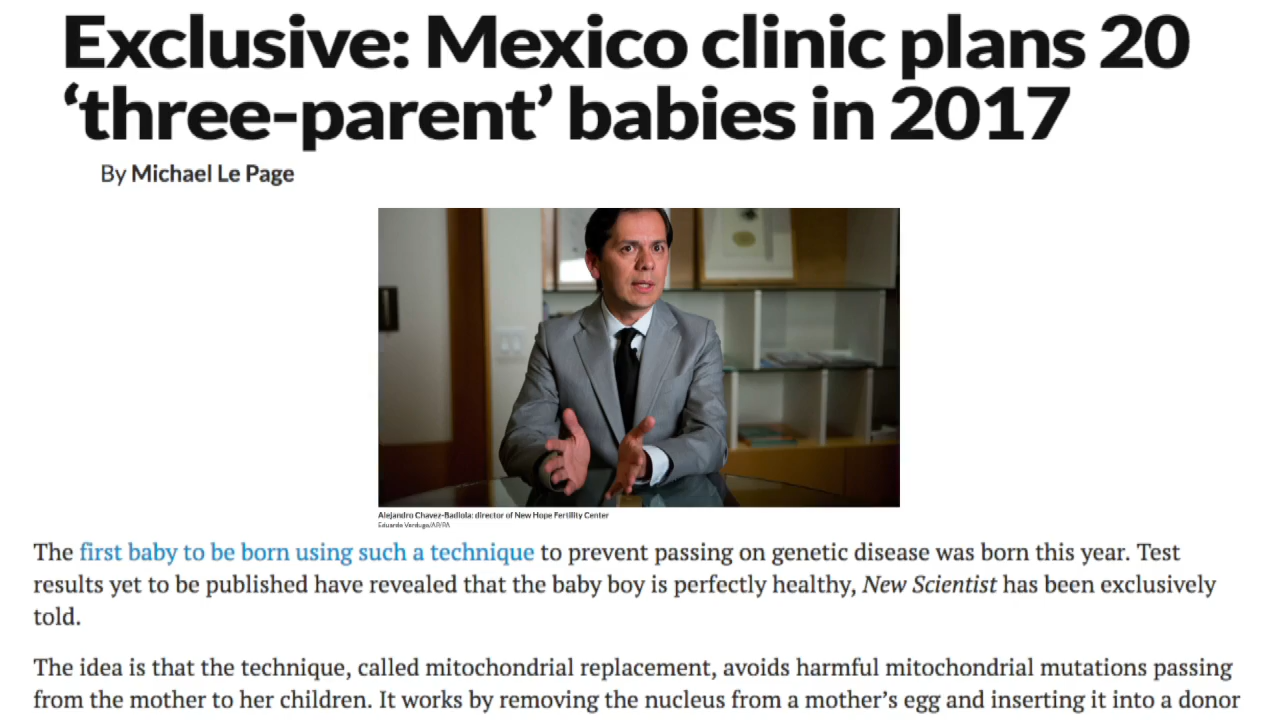 Exclusive: Mexico clinic plans 20
‘three-parent’ babies in 2017
By Michael Le Page
Alejandro Chavez-Badiola: director of New Hope Fertility Center
Eduardo Verdugo/AP/PA
The first baby to be born using such a technique to prevent passing on genetic disease was born this year. Test
results yet to be published have revealed that the baby boy is perfectly healthy, New Scientist has been exclusively
told.
The idea is that the technique, called mitochondrial replacement, avoids harmful mitochondrial mutations passing
from the mother to her children. It works by removing the nucleus from a mother’s egg and inserting it into a donor